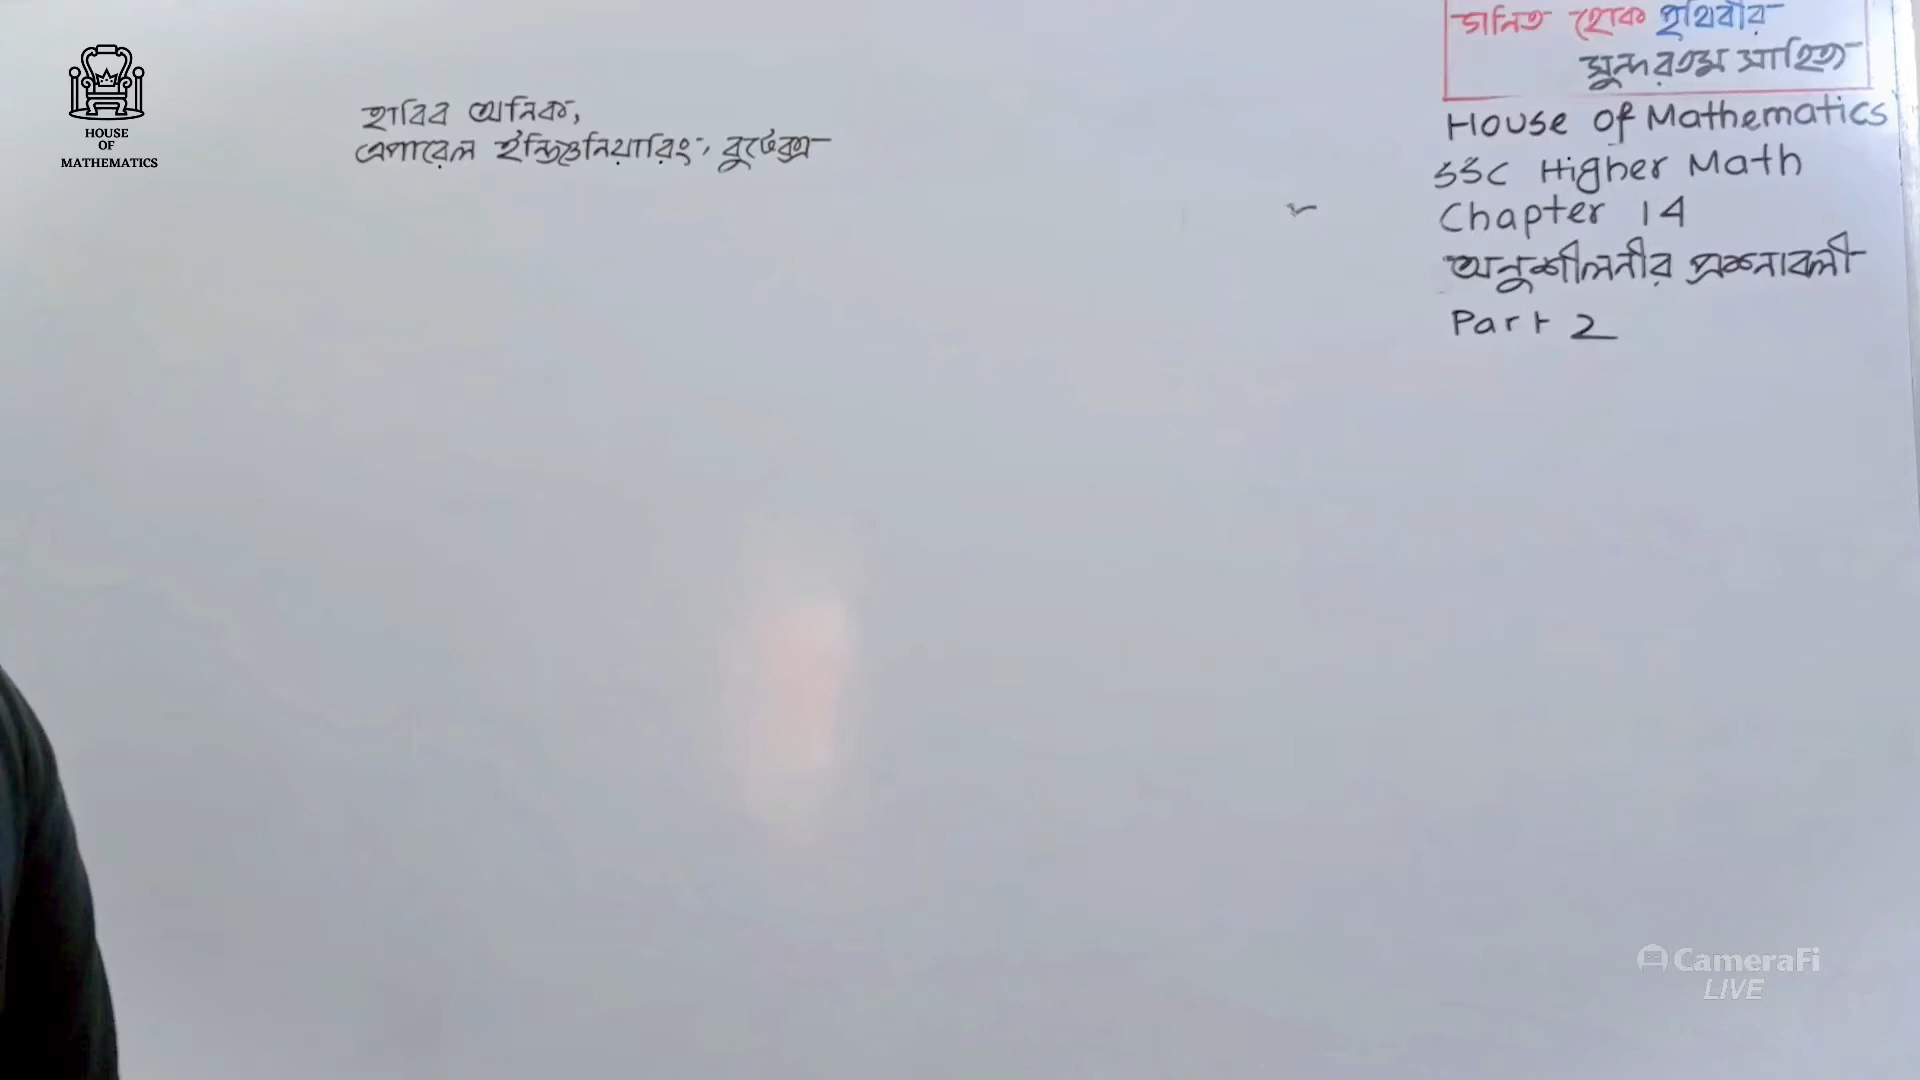 HOUSE
OF
MATHEMATICS
হাবিব অনিক,
এপারেল ইঞ্জিনিয়ারিং, বুটেক্স
গনিত হোক পৃথিবীর
সুন্দরতম সাহিত্য
House of Mathematics
SSC Higher Math
Chapter 14
অনুশীলনীর প্রশ্নাবলী
Part 2
CameraFi
LIVE